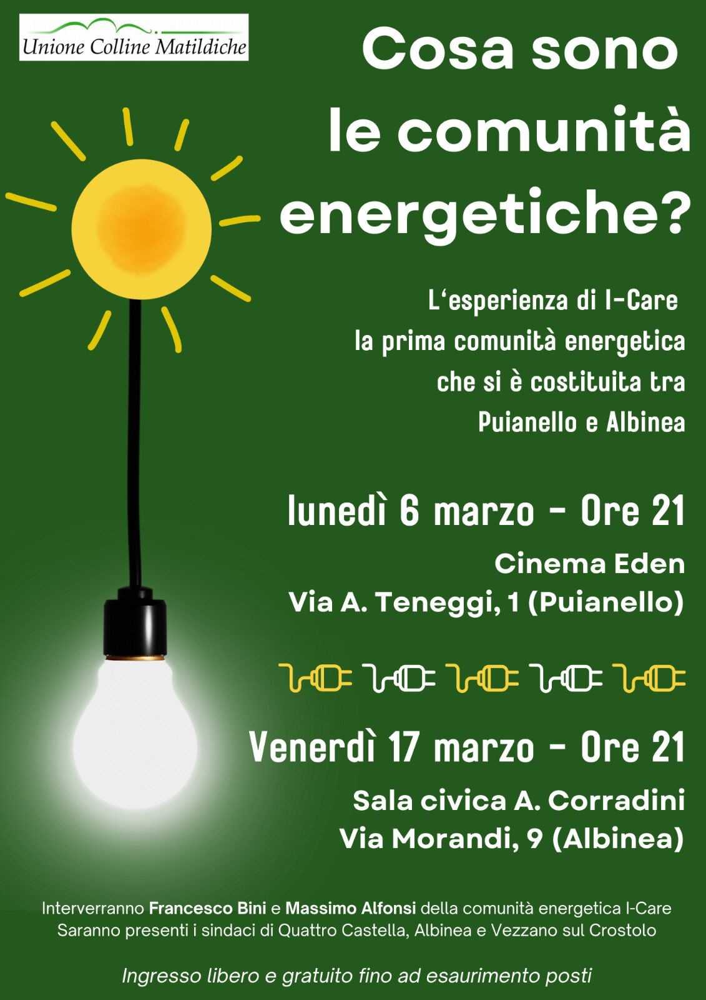 Unione Colline Matildiche
Cosa sono
le comunità
energetiche?
L‘esperienza di I-Care
la prima comunità energetica
che si è costituita tra
Puianello e Albinea
lunedì 6 marzo - Ore 21
Cinema Eden
Via A. Teneggi, 1 (Puianello)
Venerdì 17 marzo - Ore 21
Sala civica A. Corradini
Via Morandi, 9 (Albinea)
Interverranno Francesco Bini e Massimo Alfonsi della comunità energetica I-Care
Saranno presenti i sindaci di Quattro Castella, Albinea e Vezzano sul Crostolo
Ingresso libero e gratuito fino ad esaurimento posti